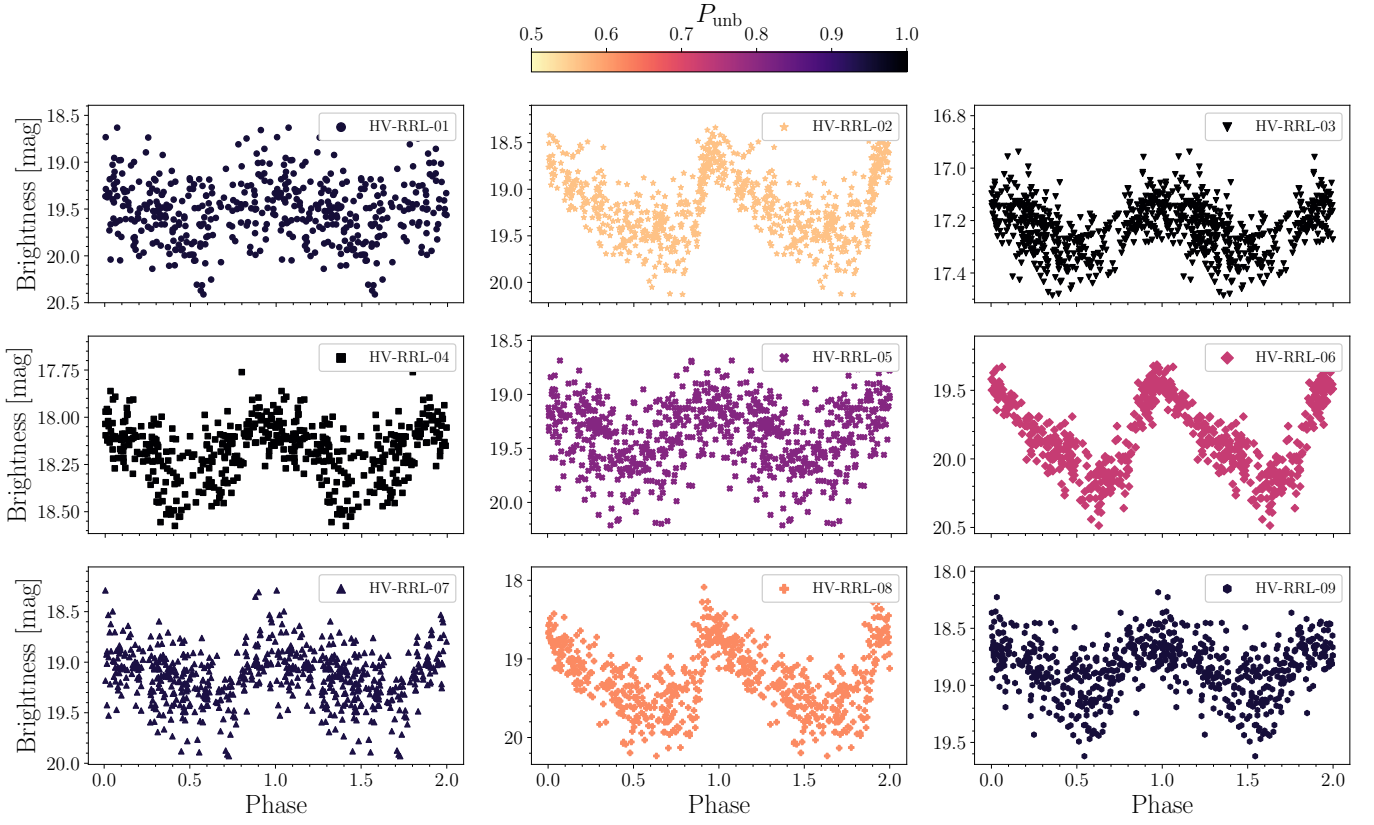 P_unb
0.5 0.6 0.7 0.8 0.9 1.0
Brightness [mag]
18.5
19.0
19.5
20.0
20.5
HV-RRL-01
18.5
19.0
19.5
20.0
HV-RRL-02
16.8
17.0
17.2
17.4
HV-RRL-03
Brightness [mag]
17.75
18.00
18.25
18.50
HV-RRL-04
18.5
19.0
19.5
20.0
HV-RRL-05
19.5
20.0
20.5
HV-RRL-06
Brightness [mag]
18.5
19.0
19.5
20.0
HV-RRL-07
0.0 0.5 1.0 1.5 2.0
Phase
18
19
20
HV-RRL-08
0.0 0.5 1.0 1.5 2.0
Phase
18.0
18.5
19.0
19.5
HV-RRL-09
0.0 0.5 1.0 1.5 2.0
Phase